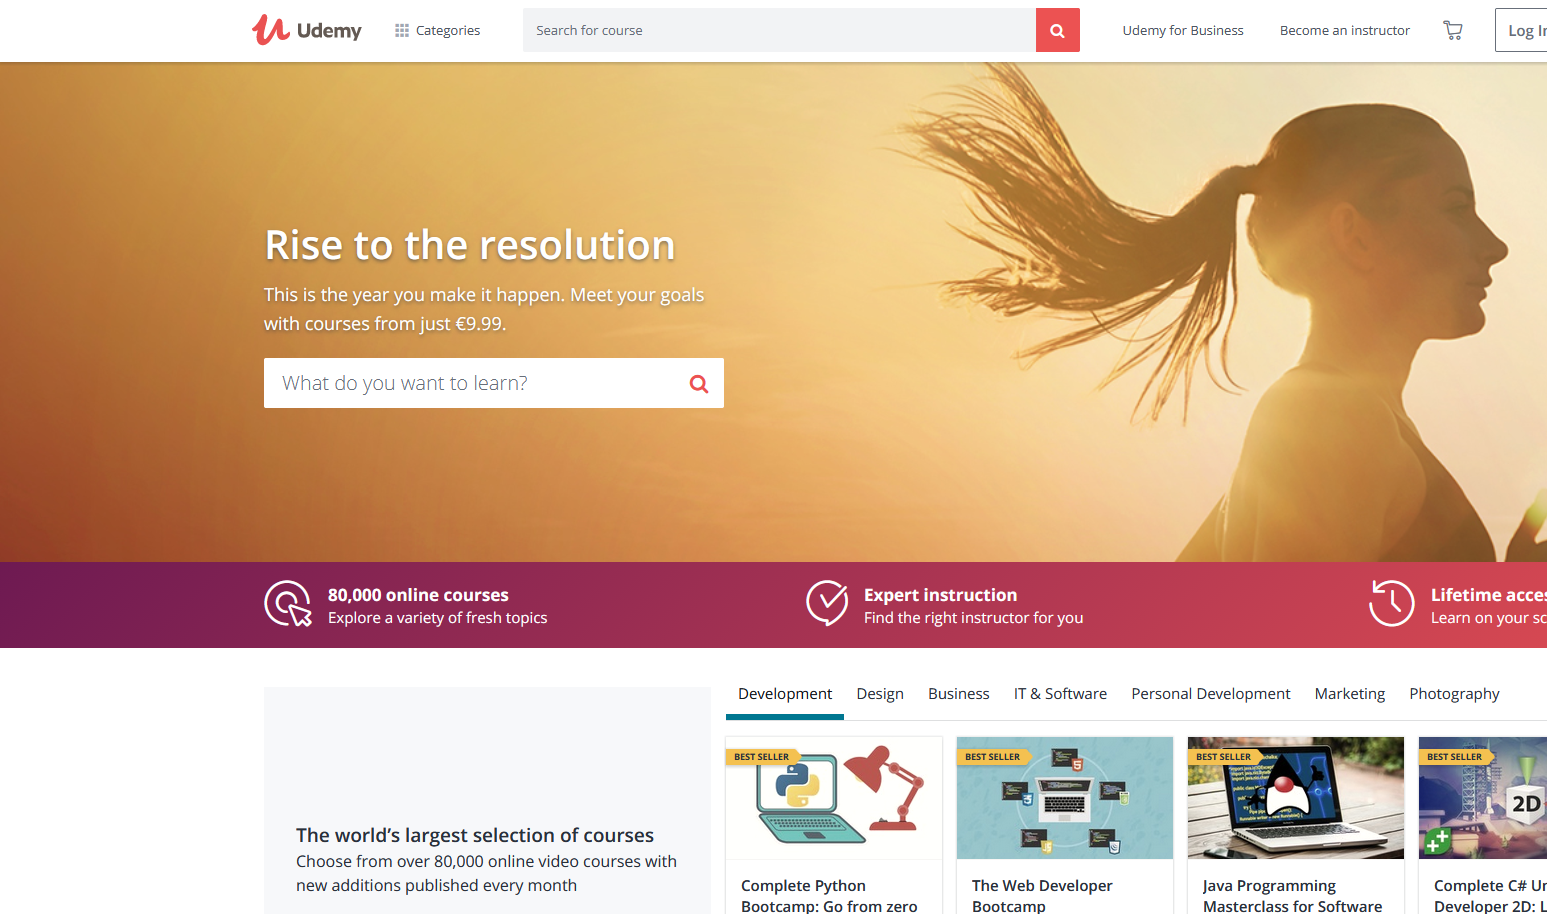 Udemy
Categories
Search for course
Udemy for Business
Become an instructor
Log
Rise to the resolution
This is the year you make it happen. Meet your goals
with courses from just €9.99.
What do you want to learn?
80,000 online courses
Explore a variety of fresh topics
Expert instruction
Find the right instructor for you
Lifetime
Learn on your
Development
Design
Business
IT & Software
Personal Development
Marketing
Photography
The world’s largest selection of courses
Choose from over 80,000 online video courses with
new additions published every month
BEST SELLER
Complete Python
Bootcamp: Go from zero
BEST SELLER
The Web Developer
Bootcamp
BEST SELLER
Java Programming
Masterclass for Software
BEST SELLER
2D
Complete C#
Developer 2D: